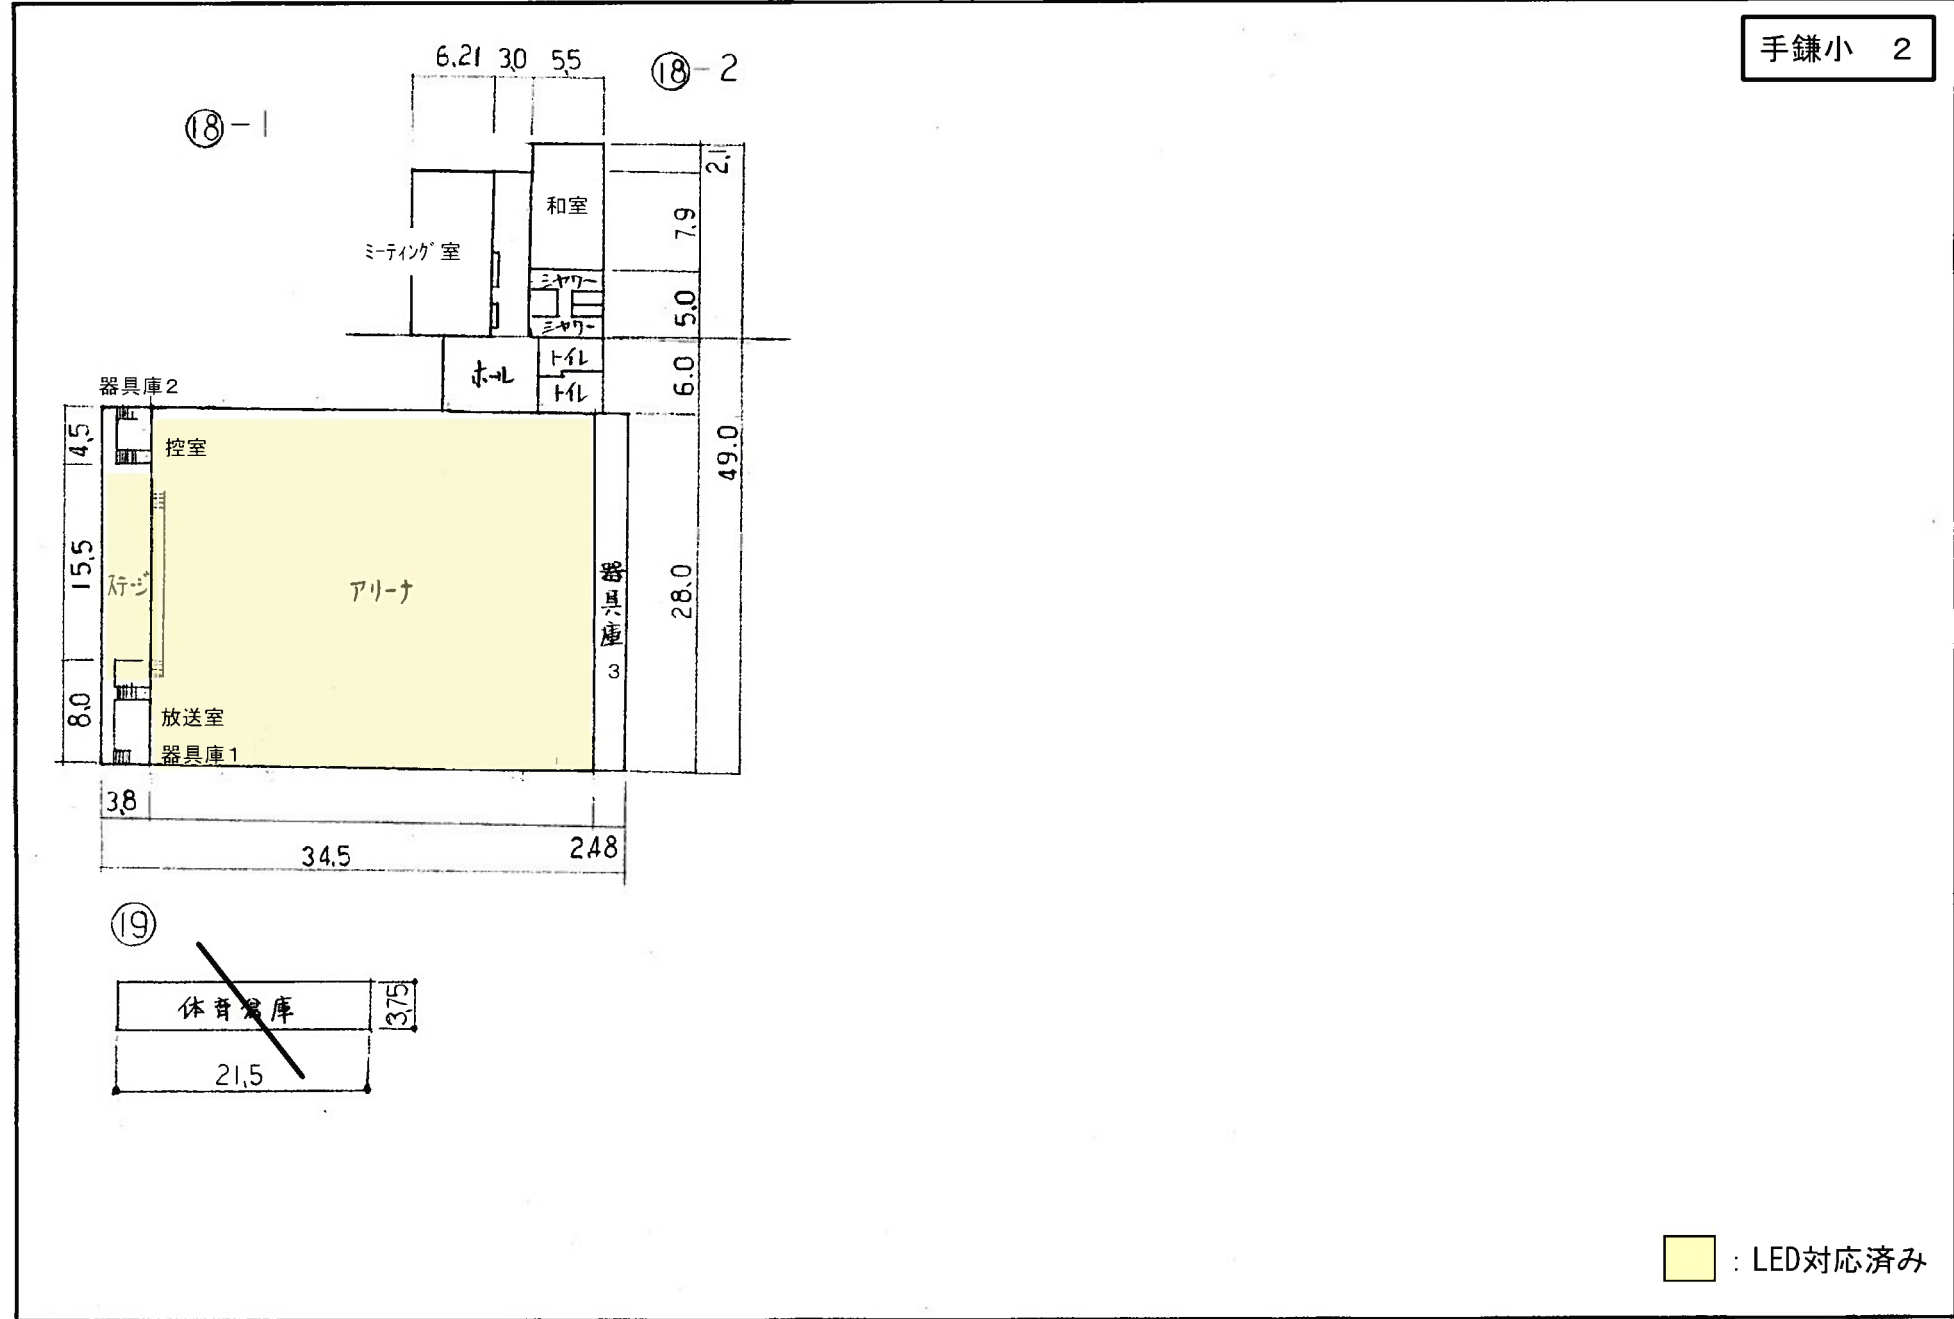 手鎌小 2
6.21 3.0 5.5
⑱-2
⑱-1
2.1
和室
7.9
ミーティング室
シャワー
5.0
シャワー
トイレ
6.0
ホール
トイレ
器具庫2
4.5
控室
49.0
15.5
ステージ
アリーナ
器具庫3
28.0
8.0
放送室
器具庫1
3.8
34.5
2.48
⑲
体育倉庫
3.75
21.5
：LED対応済み